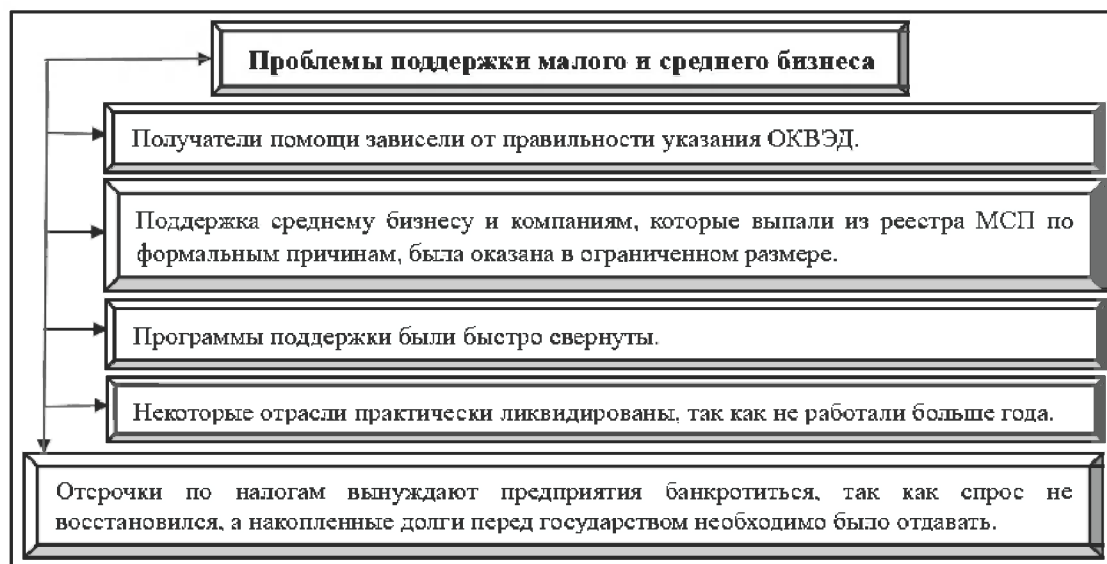 Проблемы поддержки малого и среднего бизнеса
Получатели помощи зависели от правильности указания ОКВЭД.
Поддержка среднему бизнесу и компаниям, которые выпали из реестра МСП по
формальным причинам, была оказана в ограниченном размере.
Программы поддержки были быстро свернуты.
Некоторые отрасли практически ликвидированы, так как не работали больше года.
Отсрочки по налогам вынуждают предприятия банкротиться, так как спрос не
восстановился, а накопленные долги перед государством необходимо было отдавать.